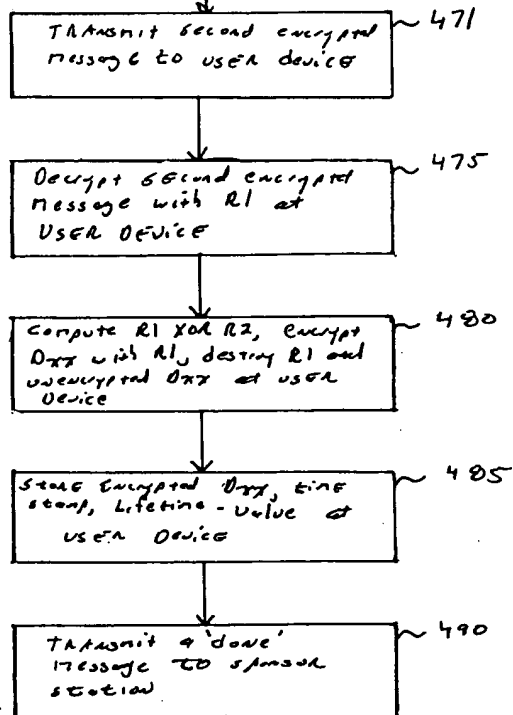 TRANSmit second encrypted
message to user device
471
Decrypt second encrypted
message with R1 at
USER DEVICE
475
Compute R1 XOR R2, encrypt
Dxx with R1, destroy R1 and
unencrypted Dxx at user
Device
480
STORE Encrypted Dxx, time
stamp, Lifetime-value at
USER DEVICE
485
TRANSmit a 'done'
message to sponsor
station
490